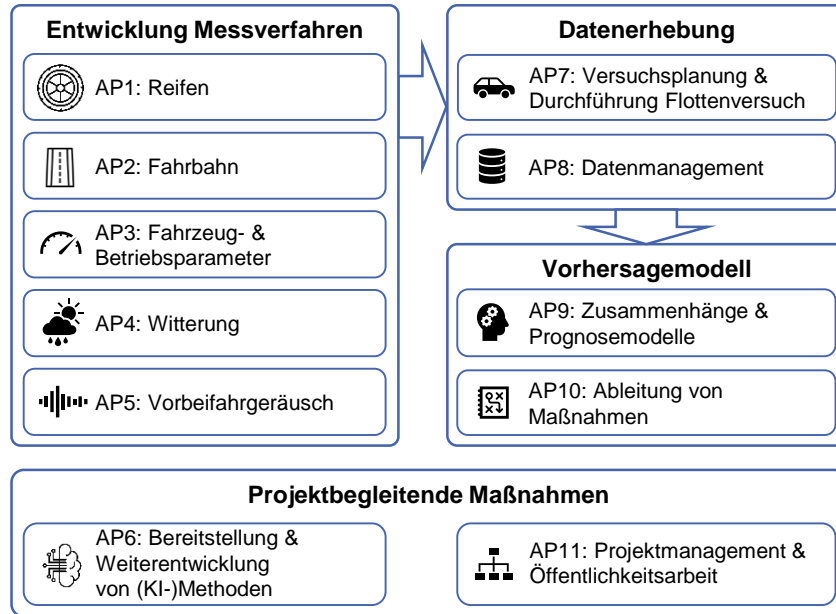 Entwicklung Messverfahren
AP1: Reifen
AP2: Fahrbahn
AP3: Fahrzeug- &
Betriebsparameter
AP4: Witterung
AP5: Vorbeifahrgeräusch
Datenerhebung
AP7: Versuchsplanung &
Durchführung Flottenversuch
AP8: Datenmanagement
Vorhersagemodell
AP9: Zusammenhänge &
Prognosemodelle
AP10: Ableitung von
Maßnahmen
Projektbegleitende Maßnahmen
AP6: Bereitstellung &
Weiterentwicklung
von (KI-)Methoden
AP11: Projektmanagement &
Öffentlichkeitsarbeit